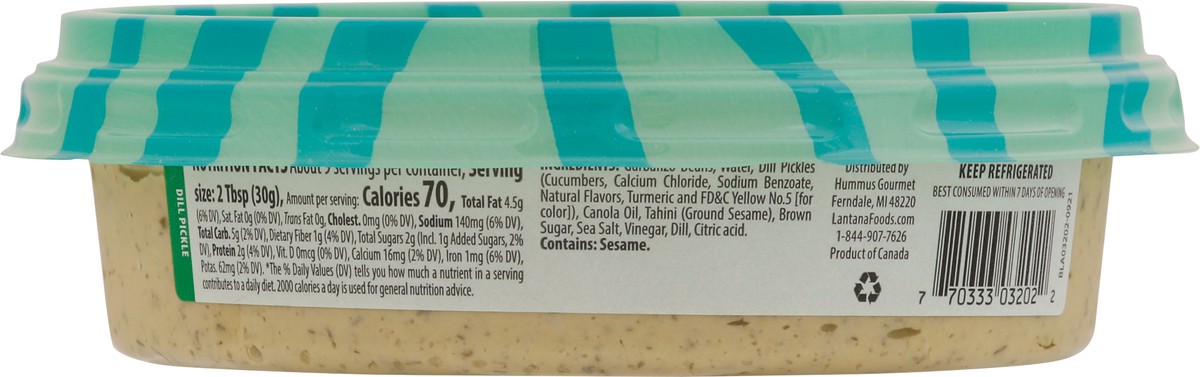 DILL PICKLE
NUTRITION FACTS About 9 servings per container, Serving
size: 2 Tbsp (30g), Amount per serving: Calories 70, Total Fat 4.5g
(6% DV), Sat. Fat 0g (0% DV), Trans Fat 0g, Cholest. 0mg (0% DV), Sodium 140mg (6% DV),
Total Carb. 5g (2% DV), Dietary Fiber 1g (4% DV), Total Sugars 2g (Incl. 1g Added Sugars, 2%
DV), Protein 2g (4% DV), Vit. D 0mcg (0% DV), Calcium 16mg (2% DV), Iron 1mg (6% DV),
Potas. 62mg (2% DV). *The % Daily Values (DV) tells you how much a nutrient in a serving
contributes to a daily diet. 2000 calories a day is used for general nutrition advice.
INGREDIENTS: Garbanzo Beans, Water, Dill Pickles
(Cucumbers, Calcium Chloride, Sodium Benzoate,
Natural Flavors, Turmeric and FD&C Yellow No.5 [for
color]), Canola Oil, Tahini (Ground Sesame), Brown
Sugar, Sea Salt, Vinegar, Dill, Citric acid.
Contains: Sesame.
Distributed by
Hummus Gourmet
Ferndale, MI 48220
LantanaFoods.com
1-844-907-7626
Product of Canada
KEEP REFRIGERATED
BEST CONSUMED WITHIN 7 DAYS OF OPENING
7 70333 03202 2
BLA03202-0921